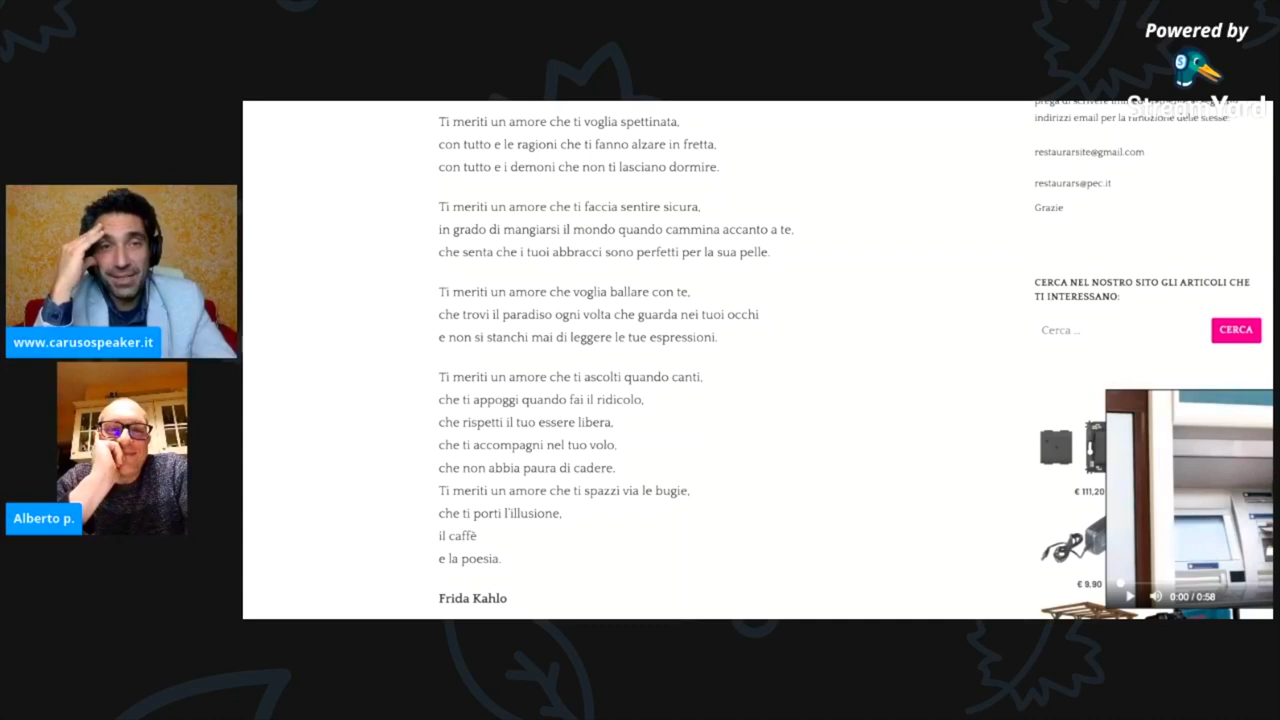 Powered by
StreamYard
Ti meriti un amore che ti voglia spettinata,
con tutto e le ragioni che ti fanno alzare in fretta,
con tutto e i demoni che non ti lasciano dormire.
Ti meriti un amore che ti faccia sentire sicura,
in grado di mangiarsi il mondo quando cammina accanto a te,
che senta che i tuoi abbracci sono perfetti per la sua pelle.
Ti meriti un amore che voglia ballare con te,
che trovi il paradiso ogni volta che guarda nei tuoi occhi
e non si stanchi mai di leggere le tue espressioni.
Ti meriti un amore che ti ascolti quando canti,
che ti appoggi quando fai il ridicolo,
che rispetti il tuo essere libera,
che ti accompagni nel tuo volo,
che non abbia paura di cadere.
Ti meriti un amore che ti spazzi via le bugie,
che ti porti l'illusione,
il caffè
e la poesia.
Frida Kahlo
prega di scrivere
indirizzi email per la rimozione delle stesse:
restaurarsite@gmail.com
restaurars@pec.it
Grazie
CERCA NEL NOSTRO SITO GLI ARTICOLI CHE
TI INTERESSANO:
Cerca …
CERCA
€ 111,20
€ 9.90
0:00 / 0:58
www.carusospeaker.it
Alberto p.